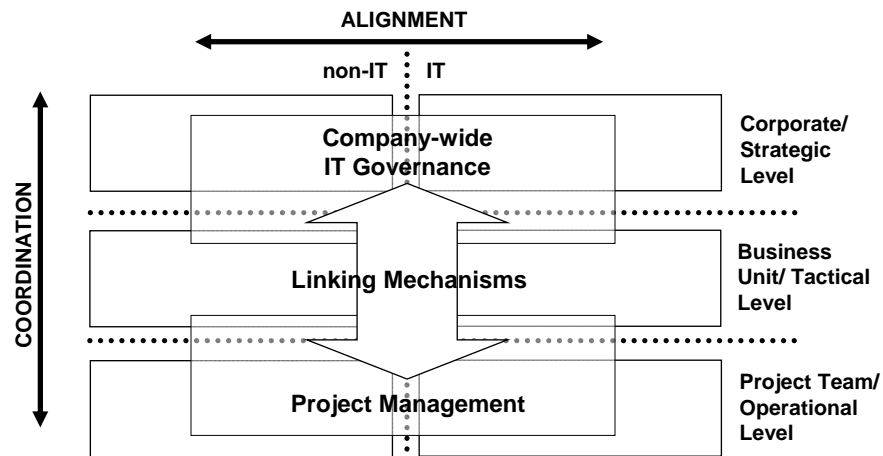 ALIGNMENT
non-IT IT
Company-wide
IT Governance
Corporate/
Strategic
Level
COORDINATION
Linking Mechanisms
Business
Unit/ Tactical
Level
Project Management
Project Team/
Operational
Level